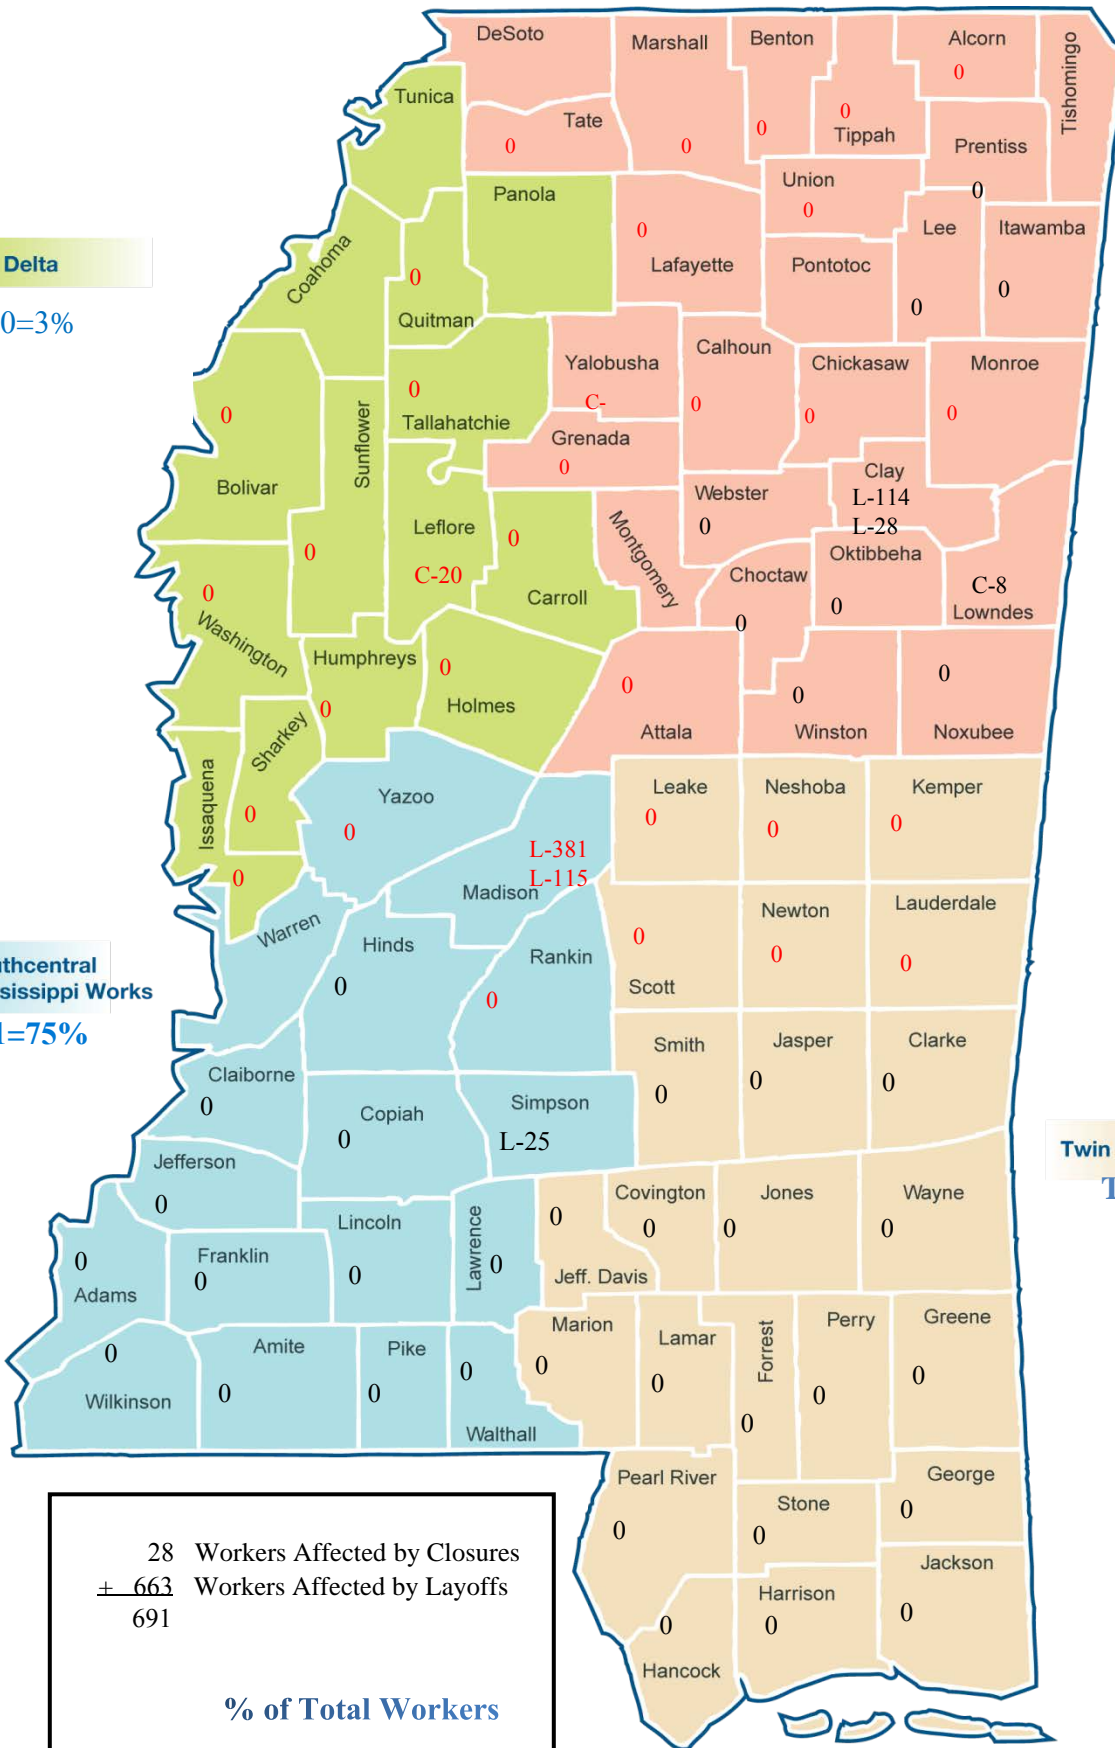 DeSoto
Marshall
0
Benton
0
0
Tippah
Alcorn
0
Tishomingo
Tunica
Tate
0
Prentiss
0
Panola
Union
0
Delta
0=3%
Coahoma
0
Quitman
0
Lafayette
Pontotoc
Lee
0
Itawamba
0
Bolivar
0
Sunflower
0
0
Tallahatchie
Yalobusha
C-
Calhoun
0
Chickasaw
0
Monroe
0
Grenada
0
Leflore
C-20
0
Carroll
Montgomery
Webster
0
Clay
L-114
L-28
Oktibbeha
0
Choctaw
0
C-8
Lowndes
0
Washington
Humphreys
0
0
Holmes
0
Attala
0
Winston
0
Noxubee
Sharkey
0
Issaquena
0
Yazoo
0
L-381
L-115
Madison
Leake
0
Neshoba
0
Kemper
0
Warren
Hinds
0
Rankin
0
0
Scott
Newton
0
Lauderdale
0
uthcentral
sissippi Works
1=75%
Claiborne
0
Copiah
0
Simpson
L-25
Smith
0
Jasper
0
Clarke
0
Twin
T
Jefferson
0
0
Adams
Franklin
0
Lincoln
0
Lawrence
0
0
Jeff. Davis
Covington
0
Jones
0
Wayne
0
0
Wilkinson
Amite
0
Pike
0
0
Walthall
Marion
0
Lamar
0
Forrest
0
Perry
0
Greene
0
Pearl River
0
Stone
0
George
0
Jackson
0
Harrison
0
0
Hancock
28 Workers Affected by Closures
+ 663 Workers Affected by Layoffs
691
% of Total Workers